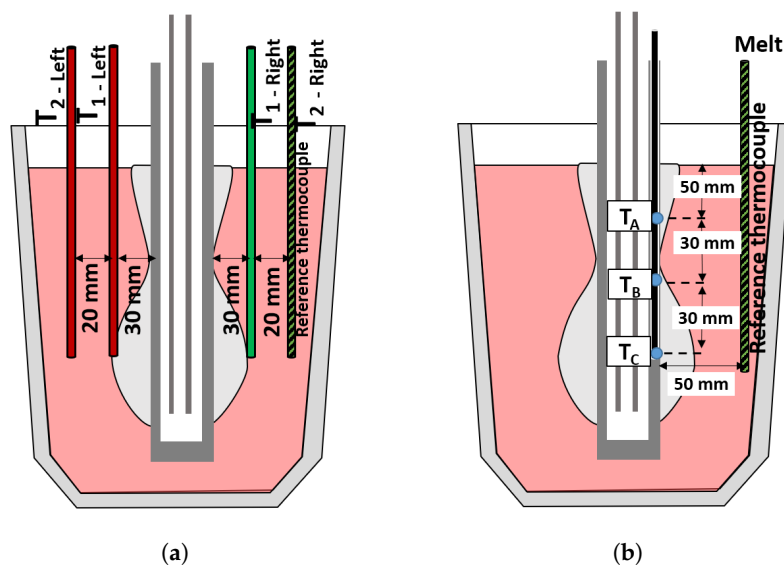 T2 - Left
T1 - Left
T1 - Right
T2 - Right
Reference thermocouple
20 mm
30 mm
30 mm
20 mm
(a)
Melt
Reference thermocouple
50 mm
TA
30 mm
TB
30 mm
TC
50 mm
(b)